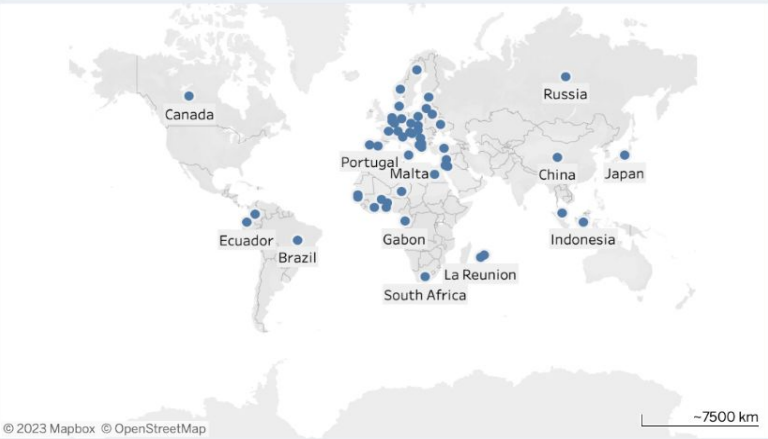 Russia
Canada
Portugal
Malta
China
Japan
Ecuador
Gabon
Indonesia
Brazil
La Reunion
South Africa
~7500 km
© 2023 Mapbox © OpenStreetMap